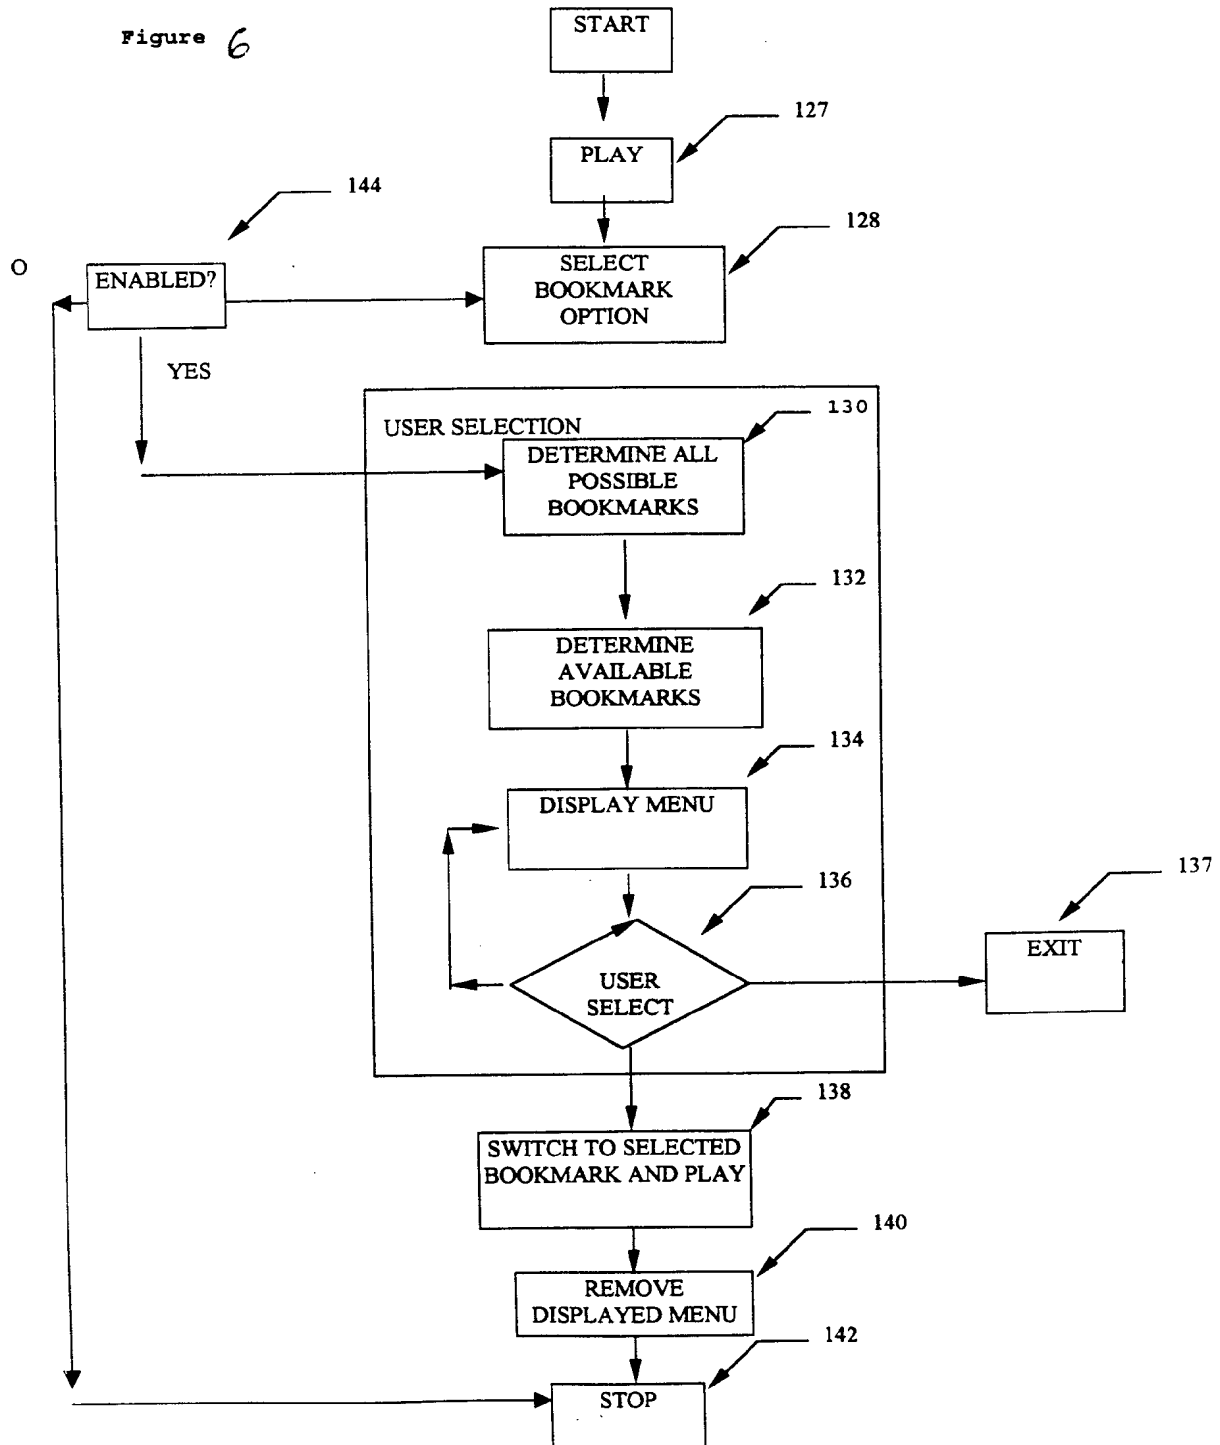 Figure 6
START
127
PLAY
144
128
O
ENABLED?
SELECT
BOOKMARK
OPTION
YES
130
USER SELECTION
DETERMINE ALL
POSSIBLE
BOOKMARKS
132
DETERMINE
AVAILABLE
BOOKMARKS
134
DISPLAY MENU
136
137
EXIT
USER
SELECT
138
SWITCH TO SELECTED
BOOKMARK AND PLAY
140
REMOVE
DISPLAYED MENU
142
STOP